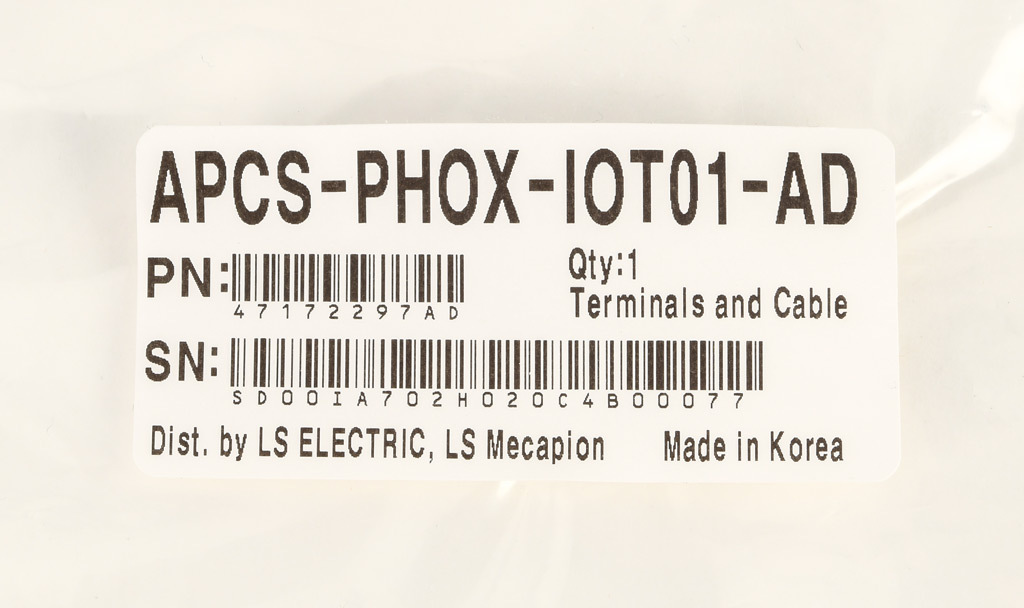 APCS-PHOX-IOT01-AD
PN: 47172297AD
Qty:1
Terminals and Cable
SN: SD00IA702H020C4B00077
Dist. by LS ELECTRIC, LS Mecapion Made in Korea